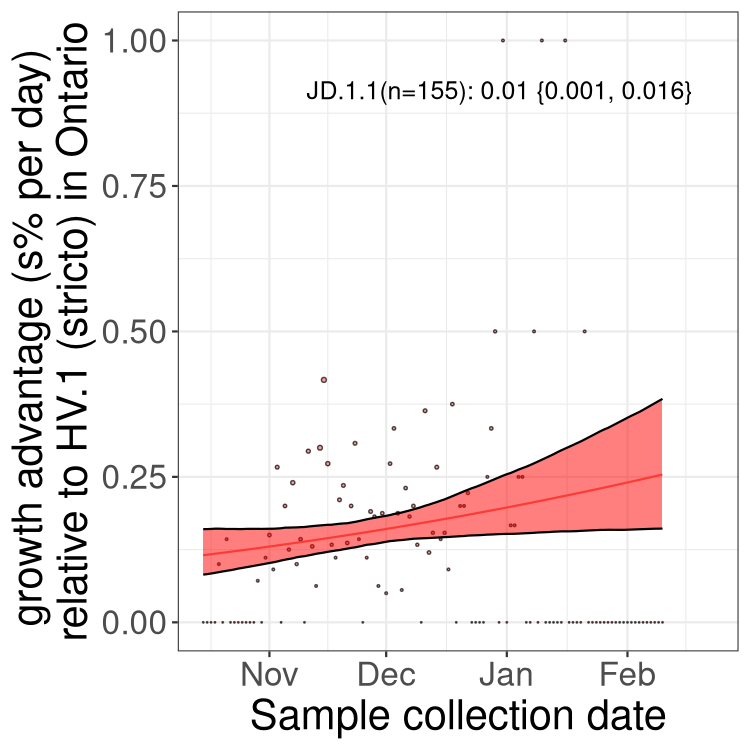 growth advantage (s% per day)
relative to HV.1 (stricto) in Ontario
1.00
0.75
0.50
0.25
0.00
JD.1.1(n=155): 0.01 {0.001, 0.016}
Nov Dec Jan Feb
Sample collection date